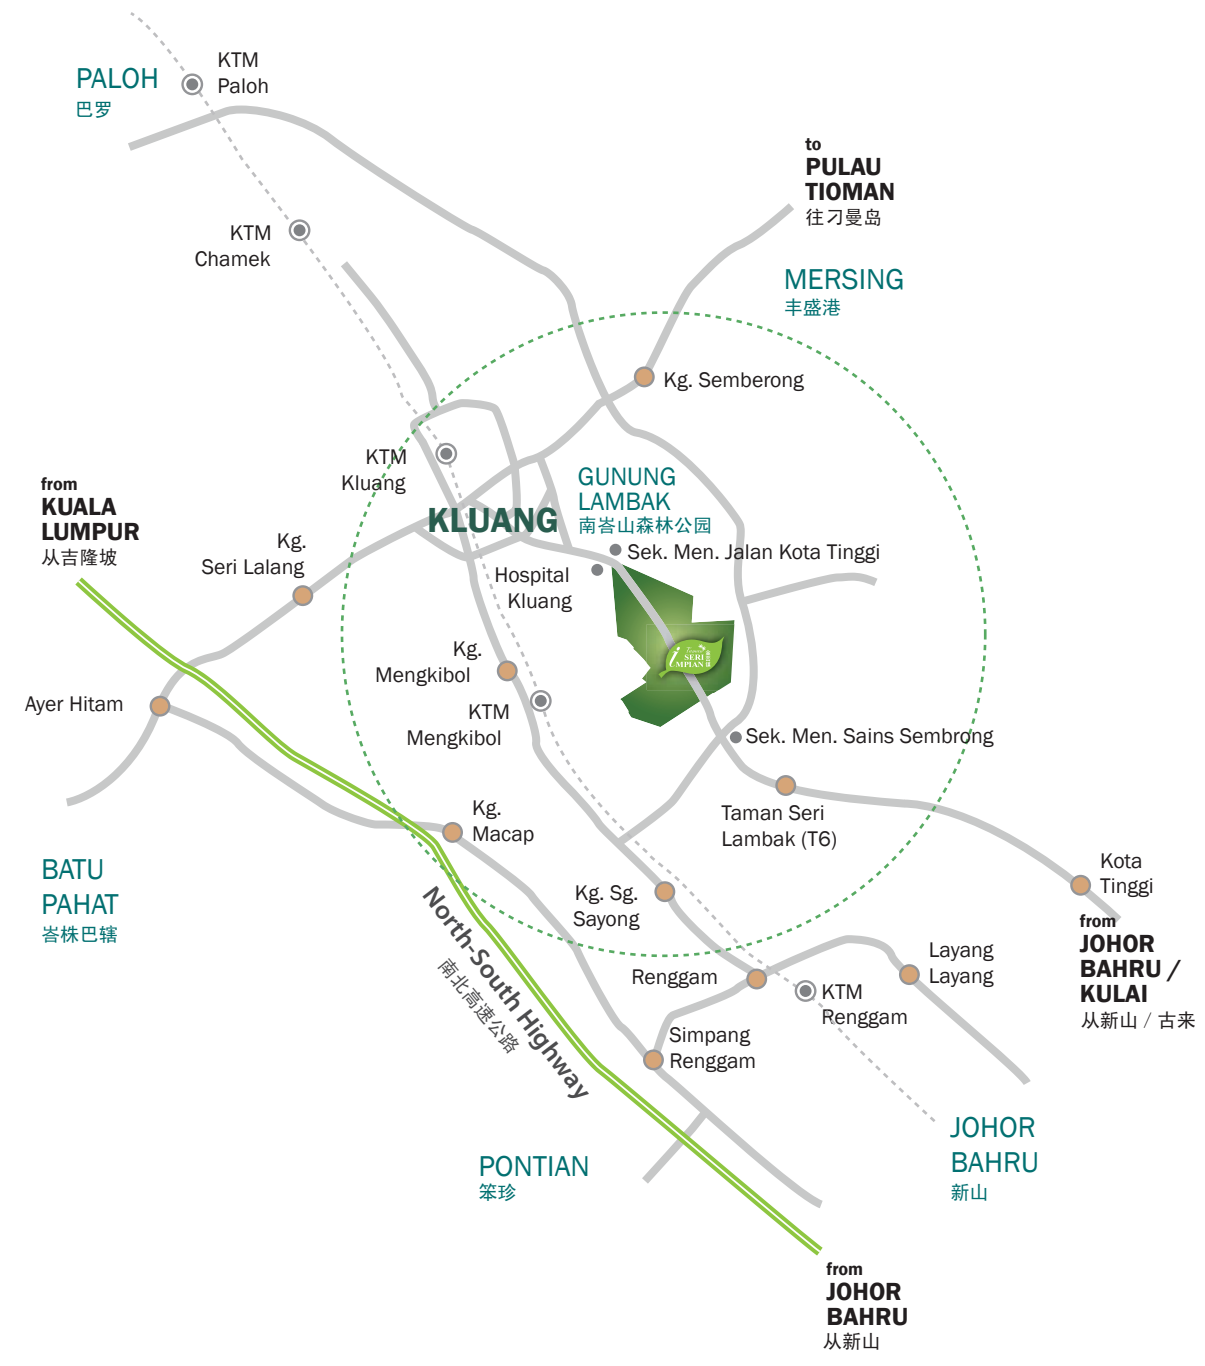 KTM
Paloh
PALOH
巴罗
to
PULAU
TIOMAN
往刁曼岛
KTM
Chamek
MERSING
丰盛港
Kg. Semberong
KTM
Kluang
from
KUALA
LUMPUR
从吉隆坡
GUNUNG
LAMBAK
南峇山森林公园
KLUANG
Kg.
Seri Lalang
Sek. Men. Jalan Kota Tinggi
Hospital
Kluang
Kg.
Mengkibol
Taman
SERI
iMPIAN
Ayer Hitam
KTM
Mengkibol
Sek. Men. Sains Sembrong
Kg.
Macap
Taman Seri
Lambak (T6)
BATU
PAHAT
峇株巴辖
Kota
Tinggi
Kg. Sg.
Sayong
North-South Highway
南北高速公路
from
JOHOR
BAHRU /
KULAI
从新山 / 古来
Layang
Layang
Renggam
KTM
Renggam
Simpang
Renggam
JOHOR
BAHRU
新山
PONTIAN
笨珍
from
JOHOR
BAHRU
从新山